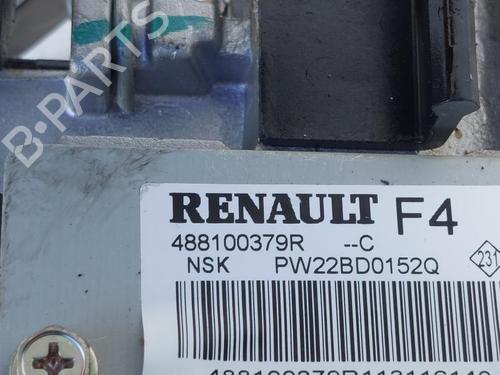 B-PARTS
RENAULT F4
488100379R --C
NSK PW22BD0152Q
231